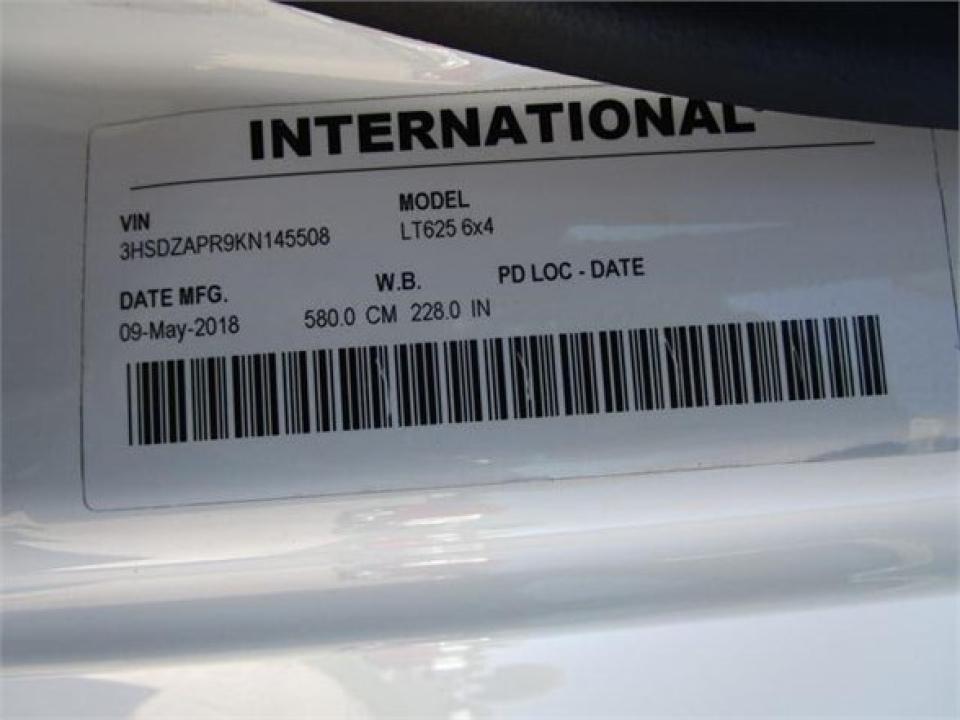 INTERNATIONAL
VIN
3HSDZAPR9KN145508
MODEL
LT625 6x4
DATE MFG.
09-May-2018
W.B.
580.0 CM 228.0 IN
PD LOC - DATE